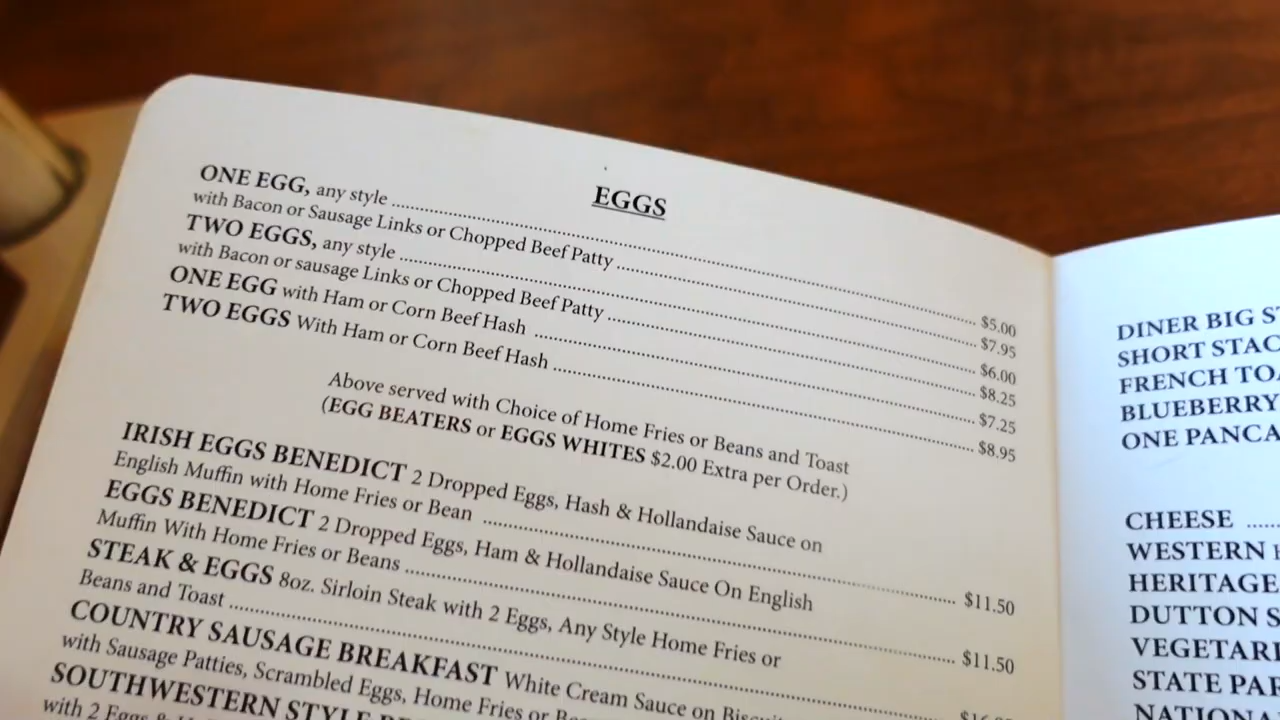 EGGS
ONE EGG, any style ........ $5.00
with Bacon or Sausage Links or Chopped Beef Patty ........ $7.95
TWO EGGS, any style ........ $6.00
with Bacon or sausage Links or Chopped Beef Patty ........ $8.25
ONE EGG with Ham or Corn Beef Hash ........ $7.25
TWO EGGS With Ham or Corn Beef Hash ........ $8.95
Above served with Choice of Home Fries or Beans and Toast
(EGG BEATERS or EGGS WHITES $2.00 Extra per Order.)
IRISH EGGS BENEDICT 2 Dropped Eggs, Hash & Hollandaise Sauce on
English Muffin with Home Fries or Bean ........ $11.50
EGGS BENEDICT 2 Dropped Eggs, Ham & Hollandaise Sauce On English
Muffin With Home Fries or Beans ........ $11.50
STEAK & EGGS 8oz. Sirloin Steak with 2 Eggs, Any Style Home Fries or
Beans and Toast ........
COUNTRY SAUSAGE BREAKFAST White Cream Sauce on
with Sausage Patties, Scrambled Eggs, Home Fries or
SOUTHWESTERN STYLE
with 2 Eggs &
DINER BIG
SHORT STAC
FRENCH TOA
BLUEBERRY
ONE PANCA
CHEESE ....
WESTERN
HERITAGE
DUTTON S
VEGETARI
STATE PAR
NATIONA